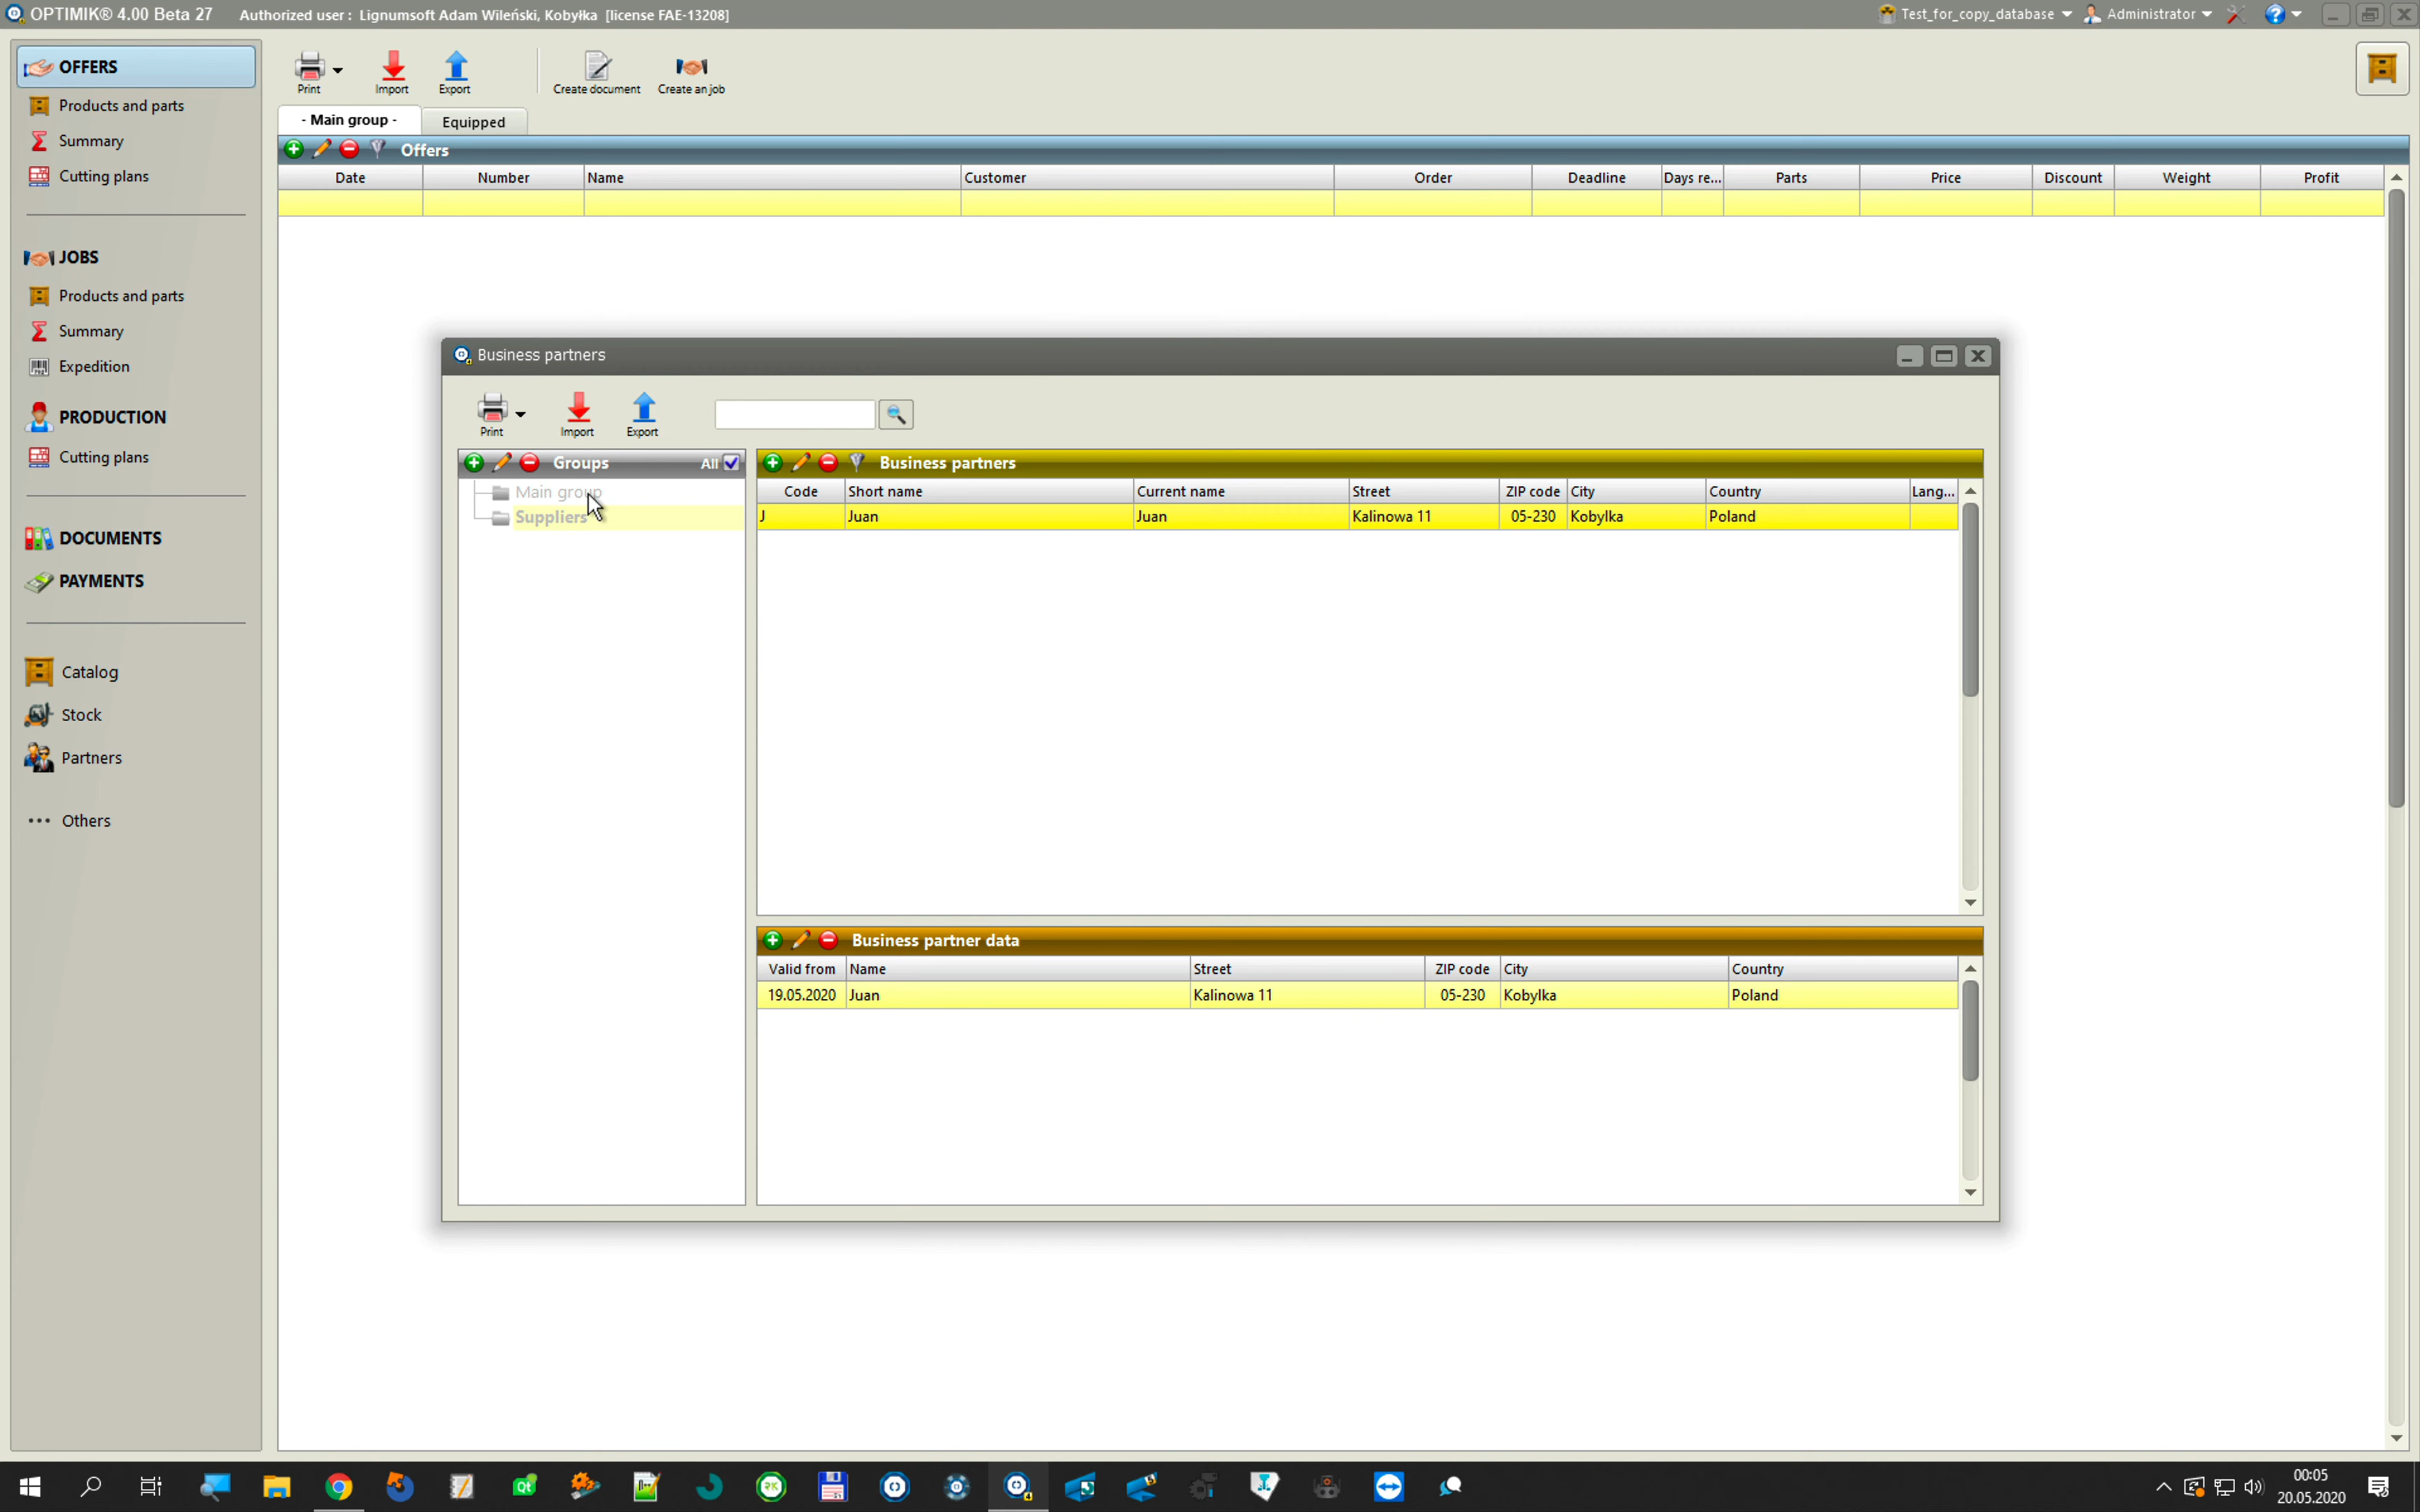 OPTIMIK® 4.00 Beta 27 Authorized user : Lignumsoft Adam Wileński, Kobyłka [license FAE-13208] Test_for_copy_database Administrator
OFFERS
Products and parts
Summary
Cutting plans
JOBS
Products and parts
Summary
Expedition
PRODUCTION
Cutting plans
DOCUMENTS
PAYMENTS
Catalog
Stock
Partners
Others
Print Import Export Create document Create an job
- Main group - Equipped
Offers
Date Number Name Customer Order Deadline Days re... Parts Price Discount Weight Profit
Business partners
Print Import Export
Groups All
Main group
Suppliers
Business partners
Code Short name Current name Street ZIP code City Country Lang...
J Juan Juan Kalinowa 11 05-230 Kobylka Poland
Business partner data
Valid from Name Street ZIP code City Country
19.05.2020 Juan Kalinowa 11 05-230 Kobylka Poland
00:05
20.05.2020